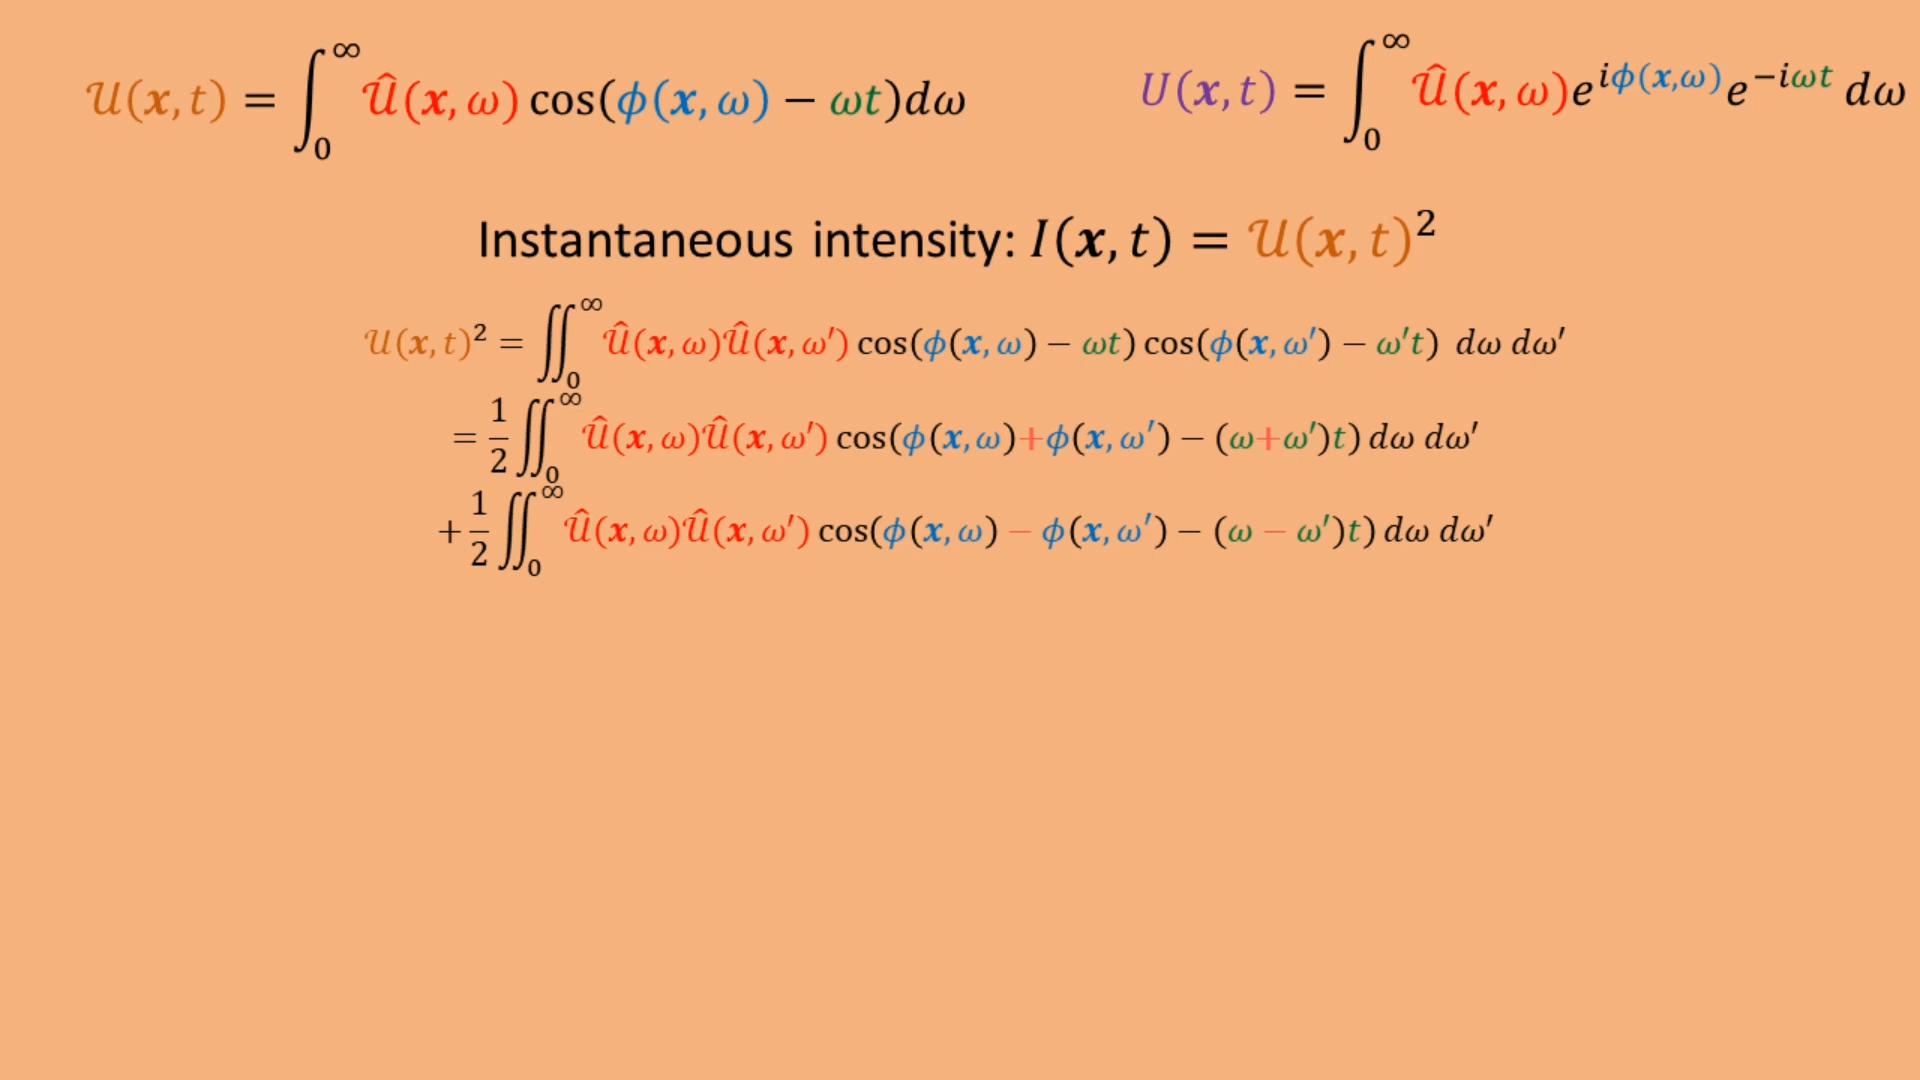 𝒰(𝒙, t) = ∫₀^∞ 𝒰̂(𝒙, ω) cos(ϕ(𝒙, ω) − ωt)dω
U(𝒙, t) = ∫₀^∞ 𝒰̂(𝒙, ω)e^{iϕ(𝒙,ω)}e^{−iωt} dω
Instantaneous intensity: I(𝒙, t) = 𝒰(𝒙, t)²
𝒰(𝒙, t)² = ∬₀^∞ 𝒰̂(𝒙, ω)𝒰̂(𝒙, ω′) cos(ϕ(𝒙, ω) − ωt) cos(ϕ(𝒙, ω′) − ω′t) dω dω′
= 1/2 ∬₀^∞ 𝒰̂(𝒙, ω)𝒰̂(𝒙, ω′) cos(ϕ(𝒙, ω)+ϕ(𝒙, ω′) − (ω+ω′)t) dω dω′
+ 1/2 ∬₀^∞ 𝒰̂(𝒙, ω)𝒰̂(𝒙, ω′) cos(ϕ(𝒙, ω) − ϕ(𝒙, ω′) − (ω − ω′)t) dω dω′